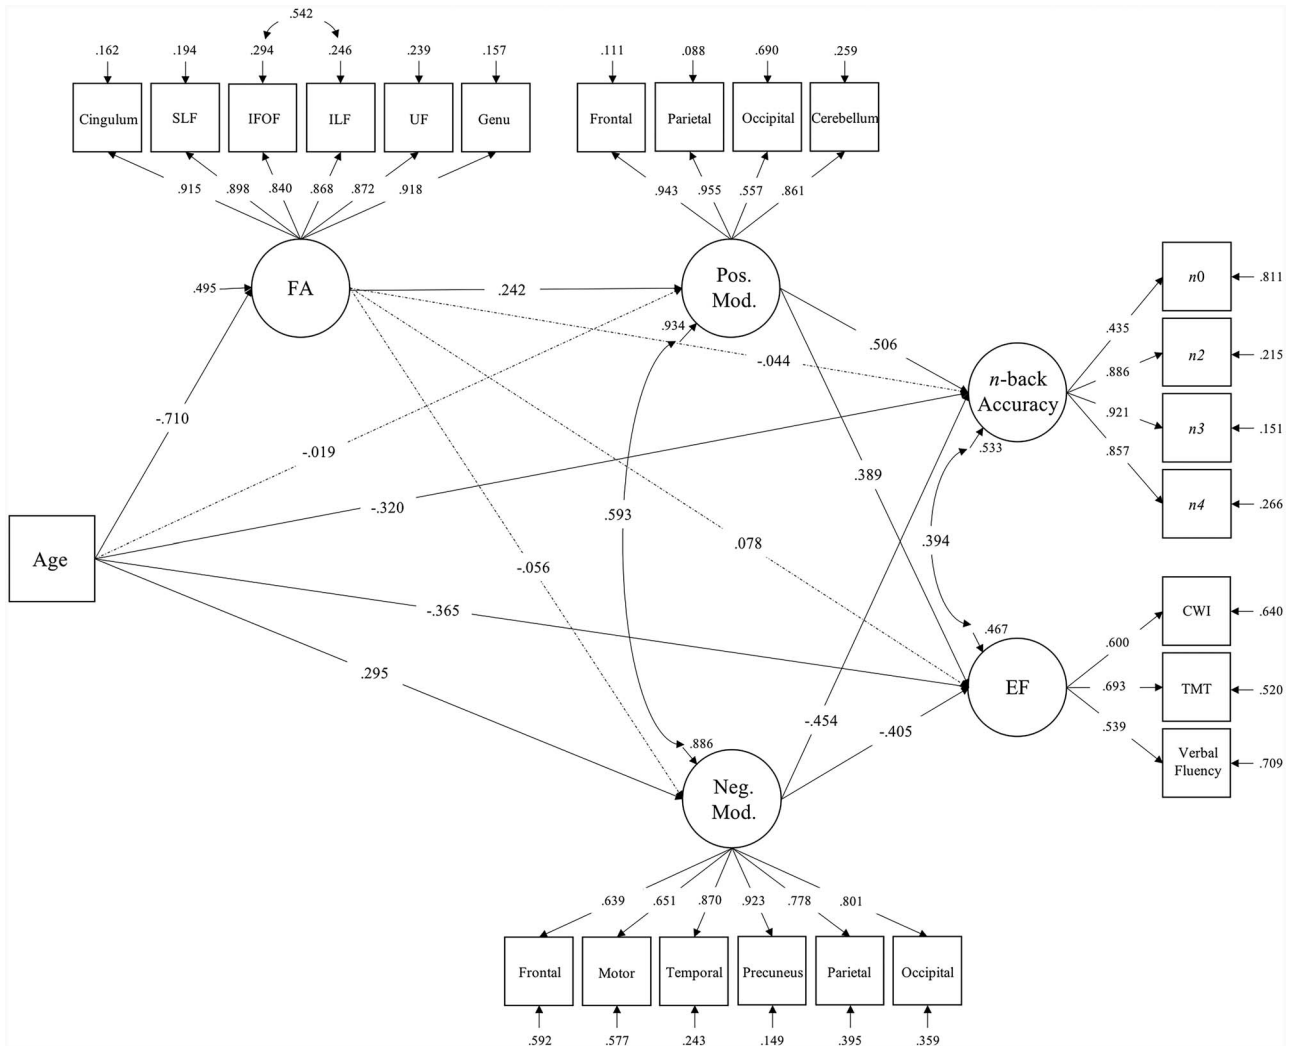 .542
.162 .194 .294 .246 .239 .157
.111 .088 .690 .259
Cingulum SLF IFOF ILF UF Genu
Frontal Parietal Occipital Cerebellum
.915 .898 .840 .868 .872 .918
.943 .955 .557 .861
.495
FA
.242
Pos.
Mod.
.934
n0
.811
.435
.506
-.044
n2
.215
.886
n-back
Accuracy
.533
.921
n3
.151
.857
n4
.266
-.710
-.019
.389
-.320
.593
.394
.078
-.056
Age
-.365
.467
CWI
.640
.600
.295
EF
.693
TMT
.520
.539
-.454
-.405
Verbal
Fluency
.709
.886
Neg.
Mod.
.639 .651 .870 .923 .778 .801
Frontal Motor Temporal Precuneus Parietal Occipital
.592 .577 .243 .149 .395 .359